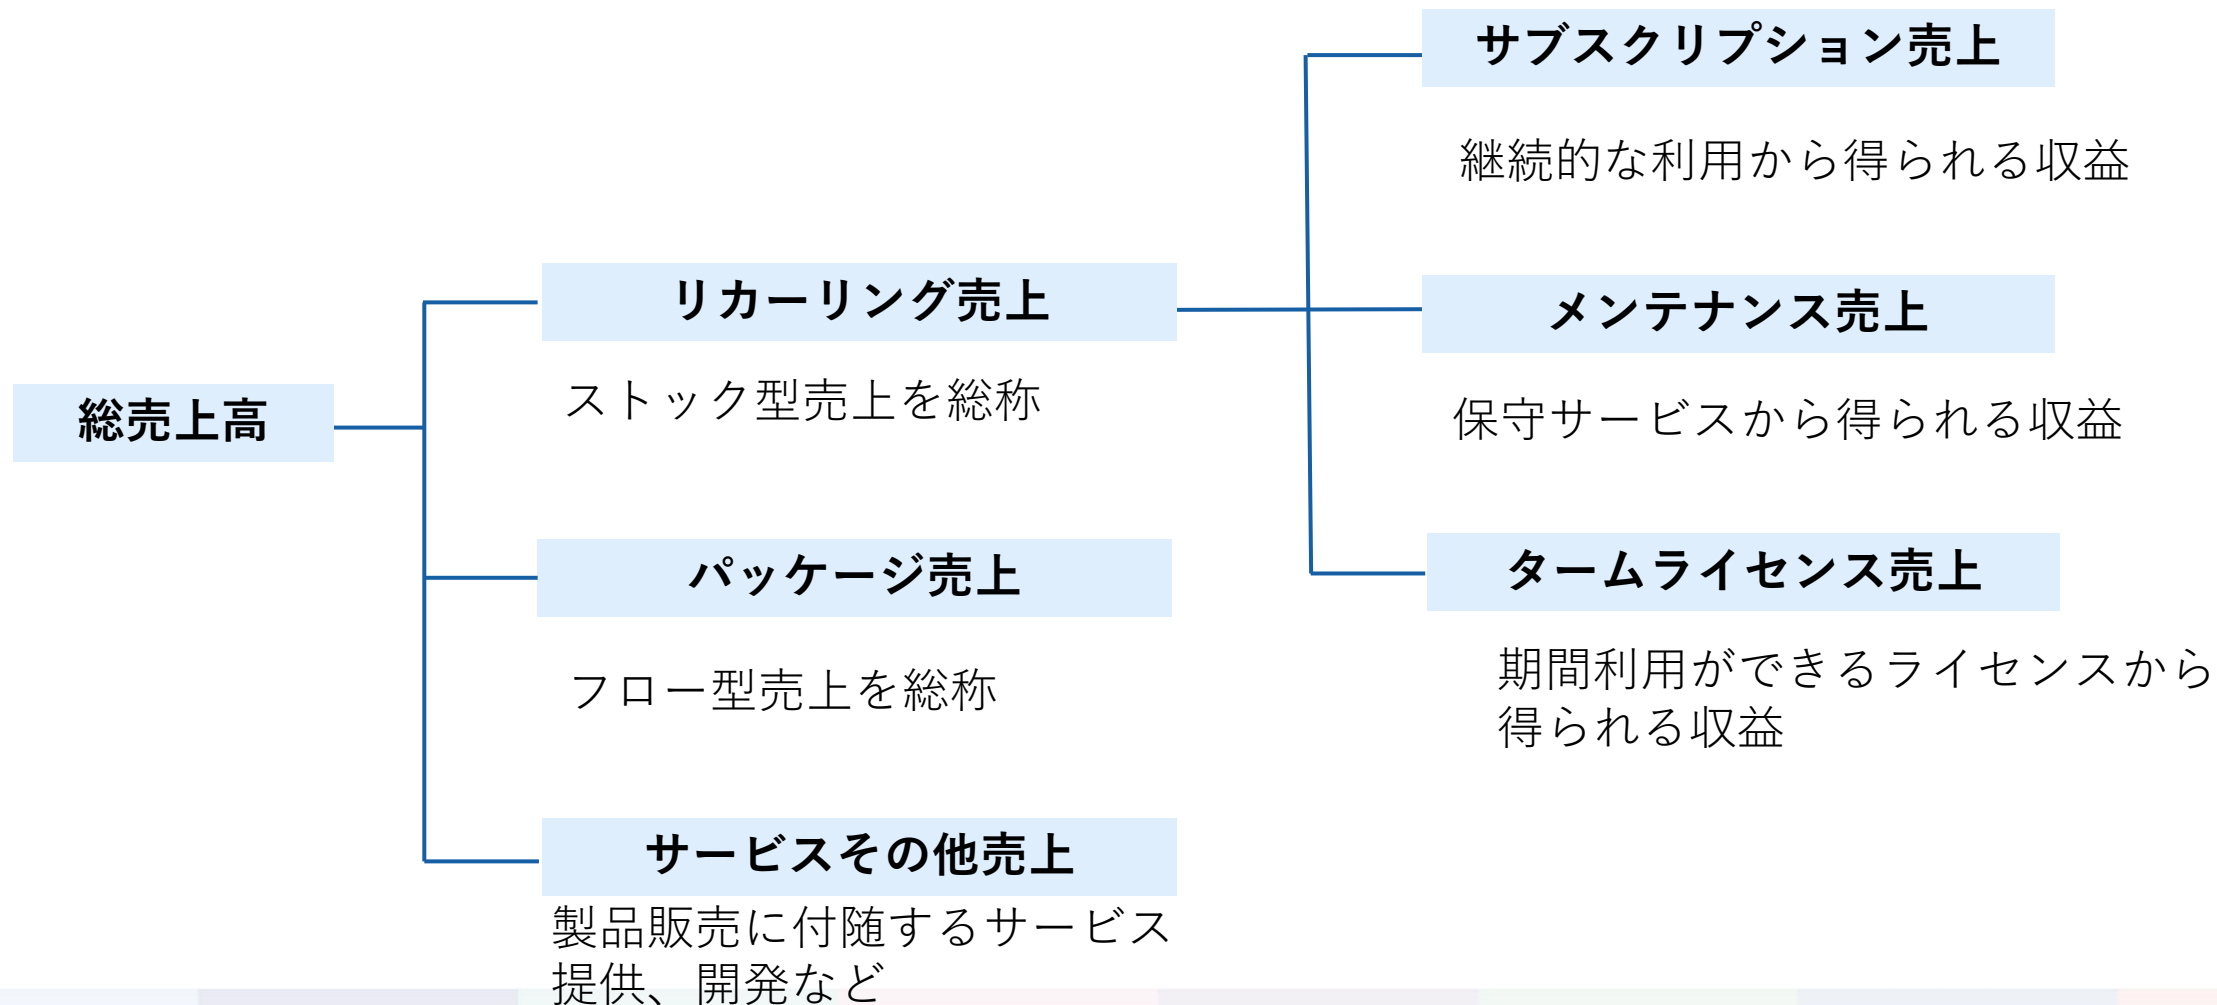 総売上高
リカーリング売上
ストック型売上を総称
パッケージ売上
フロー型売上を総称
サービスその他売上
製品販売に付随するサービス
提供、開発など
サブスクリプション売上
継続的な利用から得られる収益
メンテナンス売上
保守サービスから得られる収益
タームライセンス売上
期間利用ができるライセンスから
得られる収益